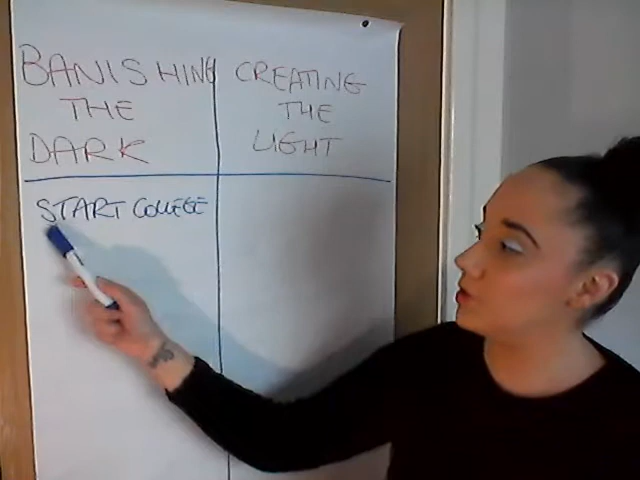 BANISHING
THE
DARK
CREATING
THE
LIGHT
START COLLEGE